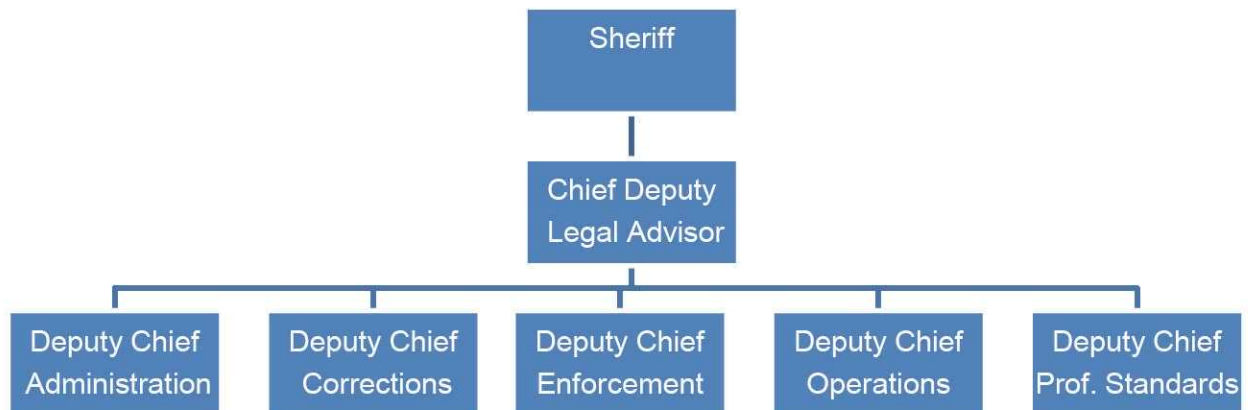 Sheriff
Chief Deputy
Legal Advisor
Deputy Chief
Administration
Deputy Chief
Corrections
Deputy Chief
Enforcement
Deputy Chief
Operations
Deputy Chief
Prof. Standards